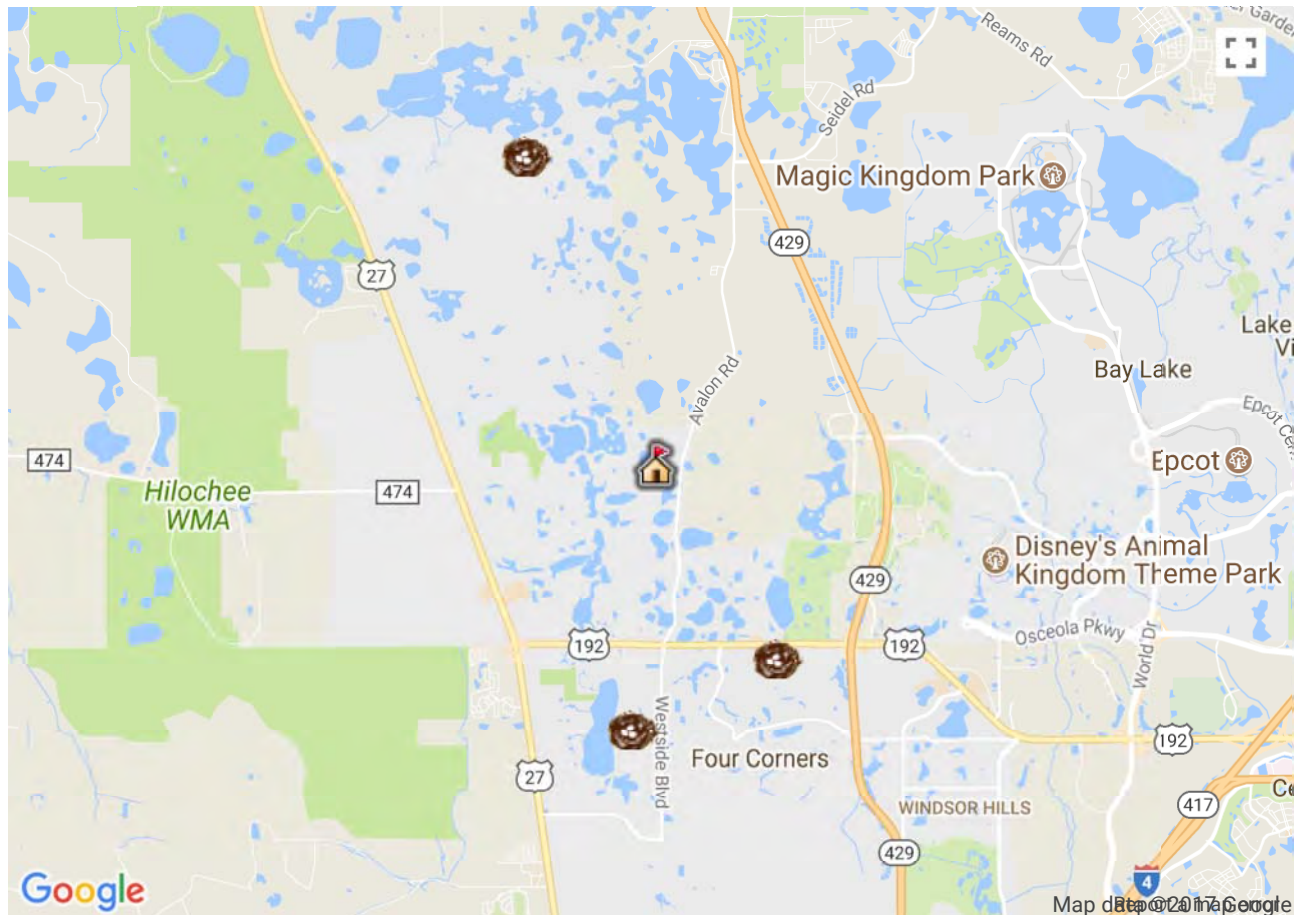 Reams Rd
Seidel Rd
Magic Kingdom Park
429
27
Lake
Avalon Rd
Bay Lake
474
Epcot
Hilochee
WMA
474
Disney's Animal
Kingdom Theme Park
429
Osceola Pkwy
192
192
World Dr
Westside Blvd
192
Four Corners
27
WINDSOR HILLS
417
429
4
Google